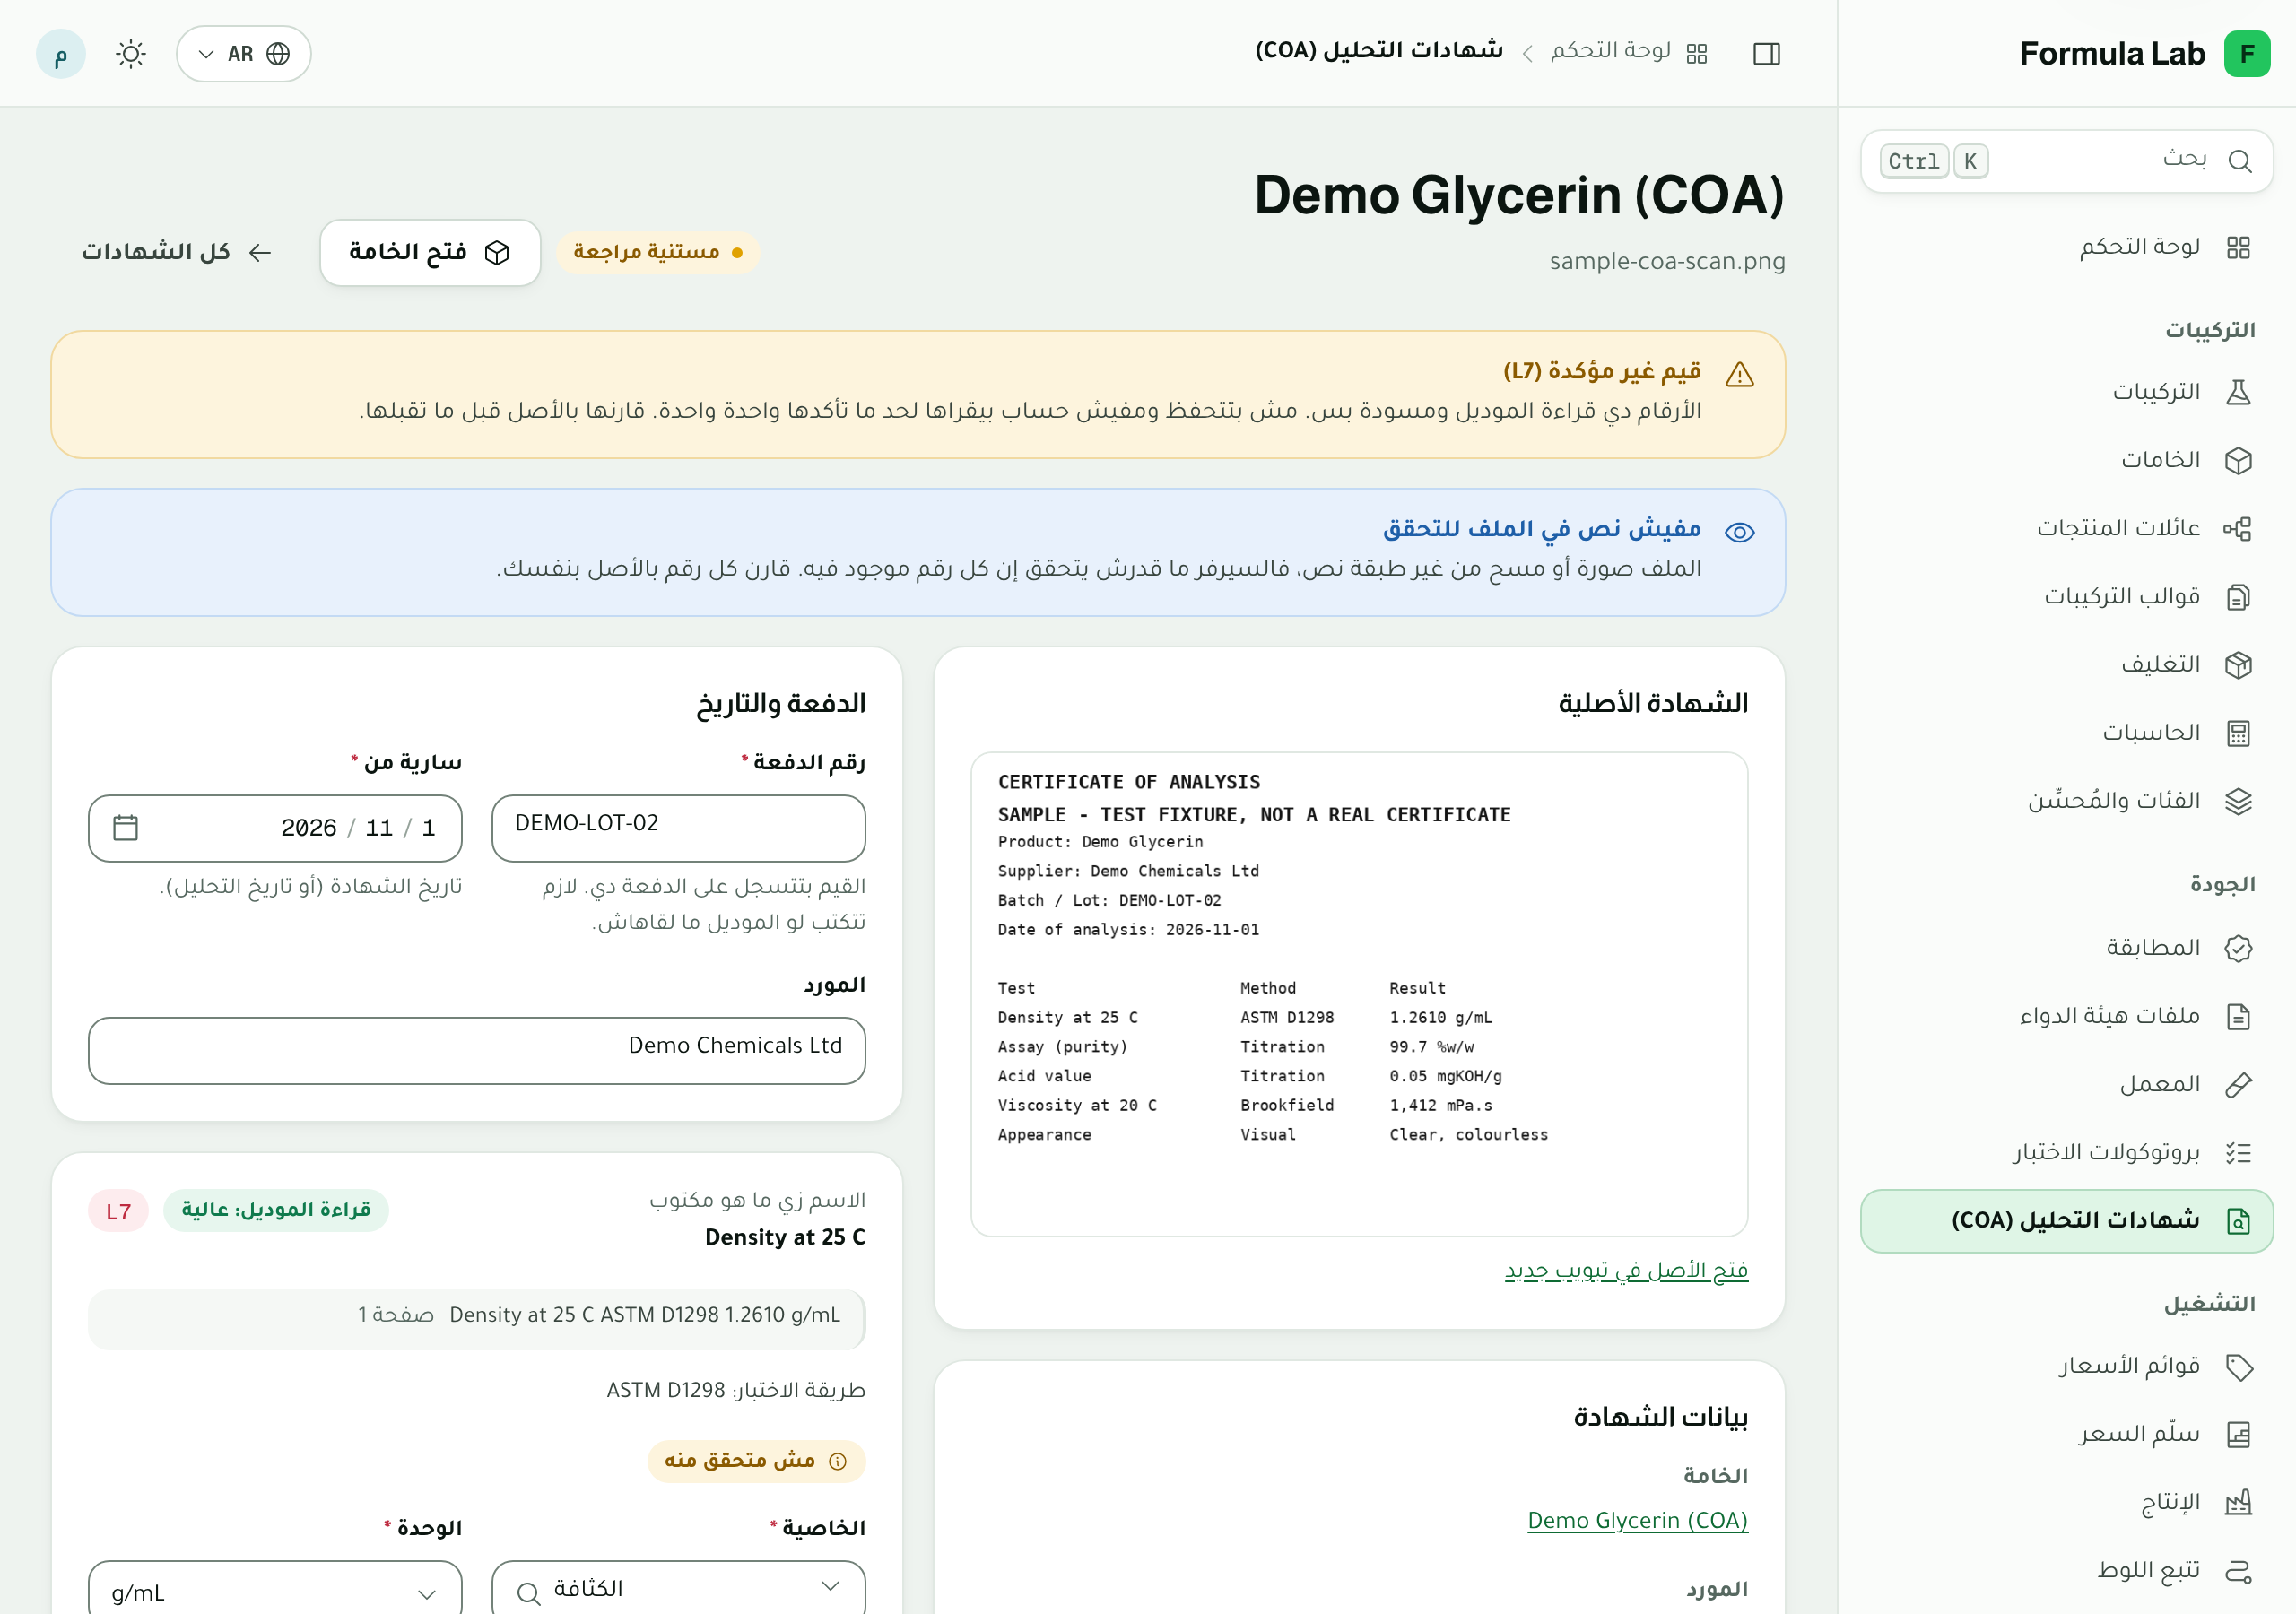 Formula Lab
F
بحث
Ctrl K
لوحة التحكم
التركيبات
التركيبات
الخامات
عائلات المنتجات
قوالب التركيبات
التغليف
الحاسبات
الفئات والمُحسِّن
الجودة
المطابقة
ملفات هيئة الدواء
المعمل
بروتوكولات الاختبار
شهادات التحليل (COA)
التشغيل
قوائم الأسعار
سلّم السعر
الإنتاج
تتبع اللوط
لوحة التحكم
شهادات التحليل (COA)
AR
م
Demo Glycerin (COA)
sample-coa-scan.png
مستنية مراجعة
فتح الخامة
كل الشهادات
قيم غير مؤكدة (L7)
الأرقام دي قراءة الموديل ومسودة بس. مش بتتحفظ ومفيش حساب بيقراها لحد ما تأكدها واحدة واحدة. قارنها بالأصل قبل ما تقبلها.
مفيش نص في الملف للتحقق
الملف صورة أو مسح من غير طبقة نص، فالسيرفر ما قدرش يتحقق إن كل رقم موجود فيه. قارن كل رقم بالأصل بنفسك.
الشهادة الأصلية
CERTIFICATE OF ANALYSIS
SAMPLE - TEST FIXTURE, NOT A REAL CERTIFICATE
Product: Demo Glycerin
Supplier: Demo Chemicals Ltd
Batch / Lot: DEMO-LOT-02
Date of analysis: 2026-11-01
Test Method Result
Density at 25 C ASTM D1298 1.2610 g/mL
Assay (purity) Titration 99.7 %w/w
Acid value Titration 0.05 mgKOH/g
Viscosity at 20 C Brookfield 1,412 mPa.s
Appearance Visual Clear, colourless
فتح الأصل في تبويب جديد
بيانات الشهادة
الخامة
Demo Glycerin (COA)
المورد
الدفعة والتاريخ
رقم الدفعة *
DEMO-LOT-02
القيم بتتسجل على الدفعة دي. لازم
تتكتب لو الموديل ما لقاهاش.
سارية من *
2026 / 11 / 1
تاريخ الشهادة (أو تاريخ التحليل).
المورد
Demo Chemicals Ltd
الاسم زي ما هو مكتوب
Density at 25 C
قراءة الموديل: عالية
L7
Density at 25 C ASTM D1298 1.2610 g/mL صفحة 1
طريقة الاختبار: ASTM D1298
مش متحقق منه
الخاصية *
الكثافة
الوحدة *
g/mL